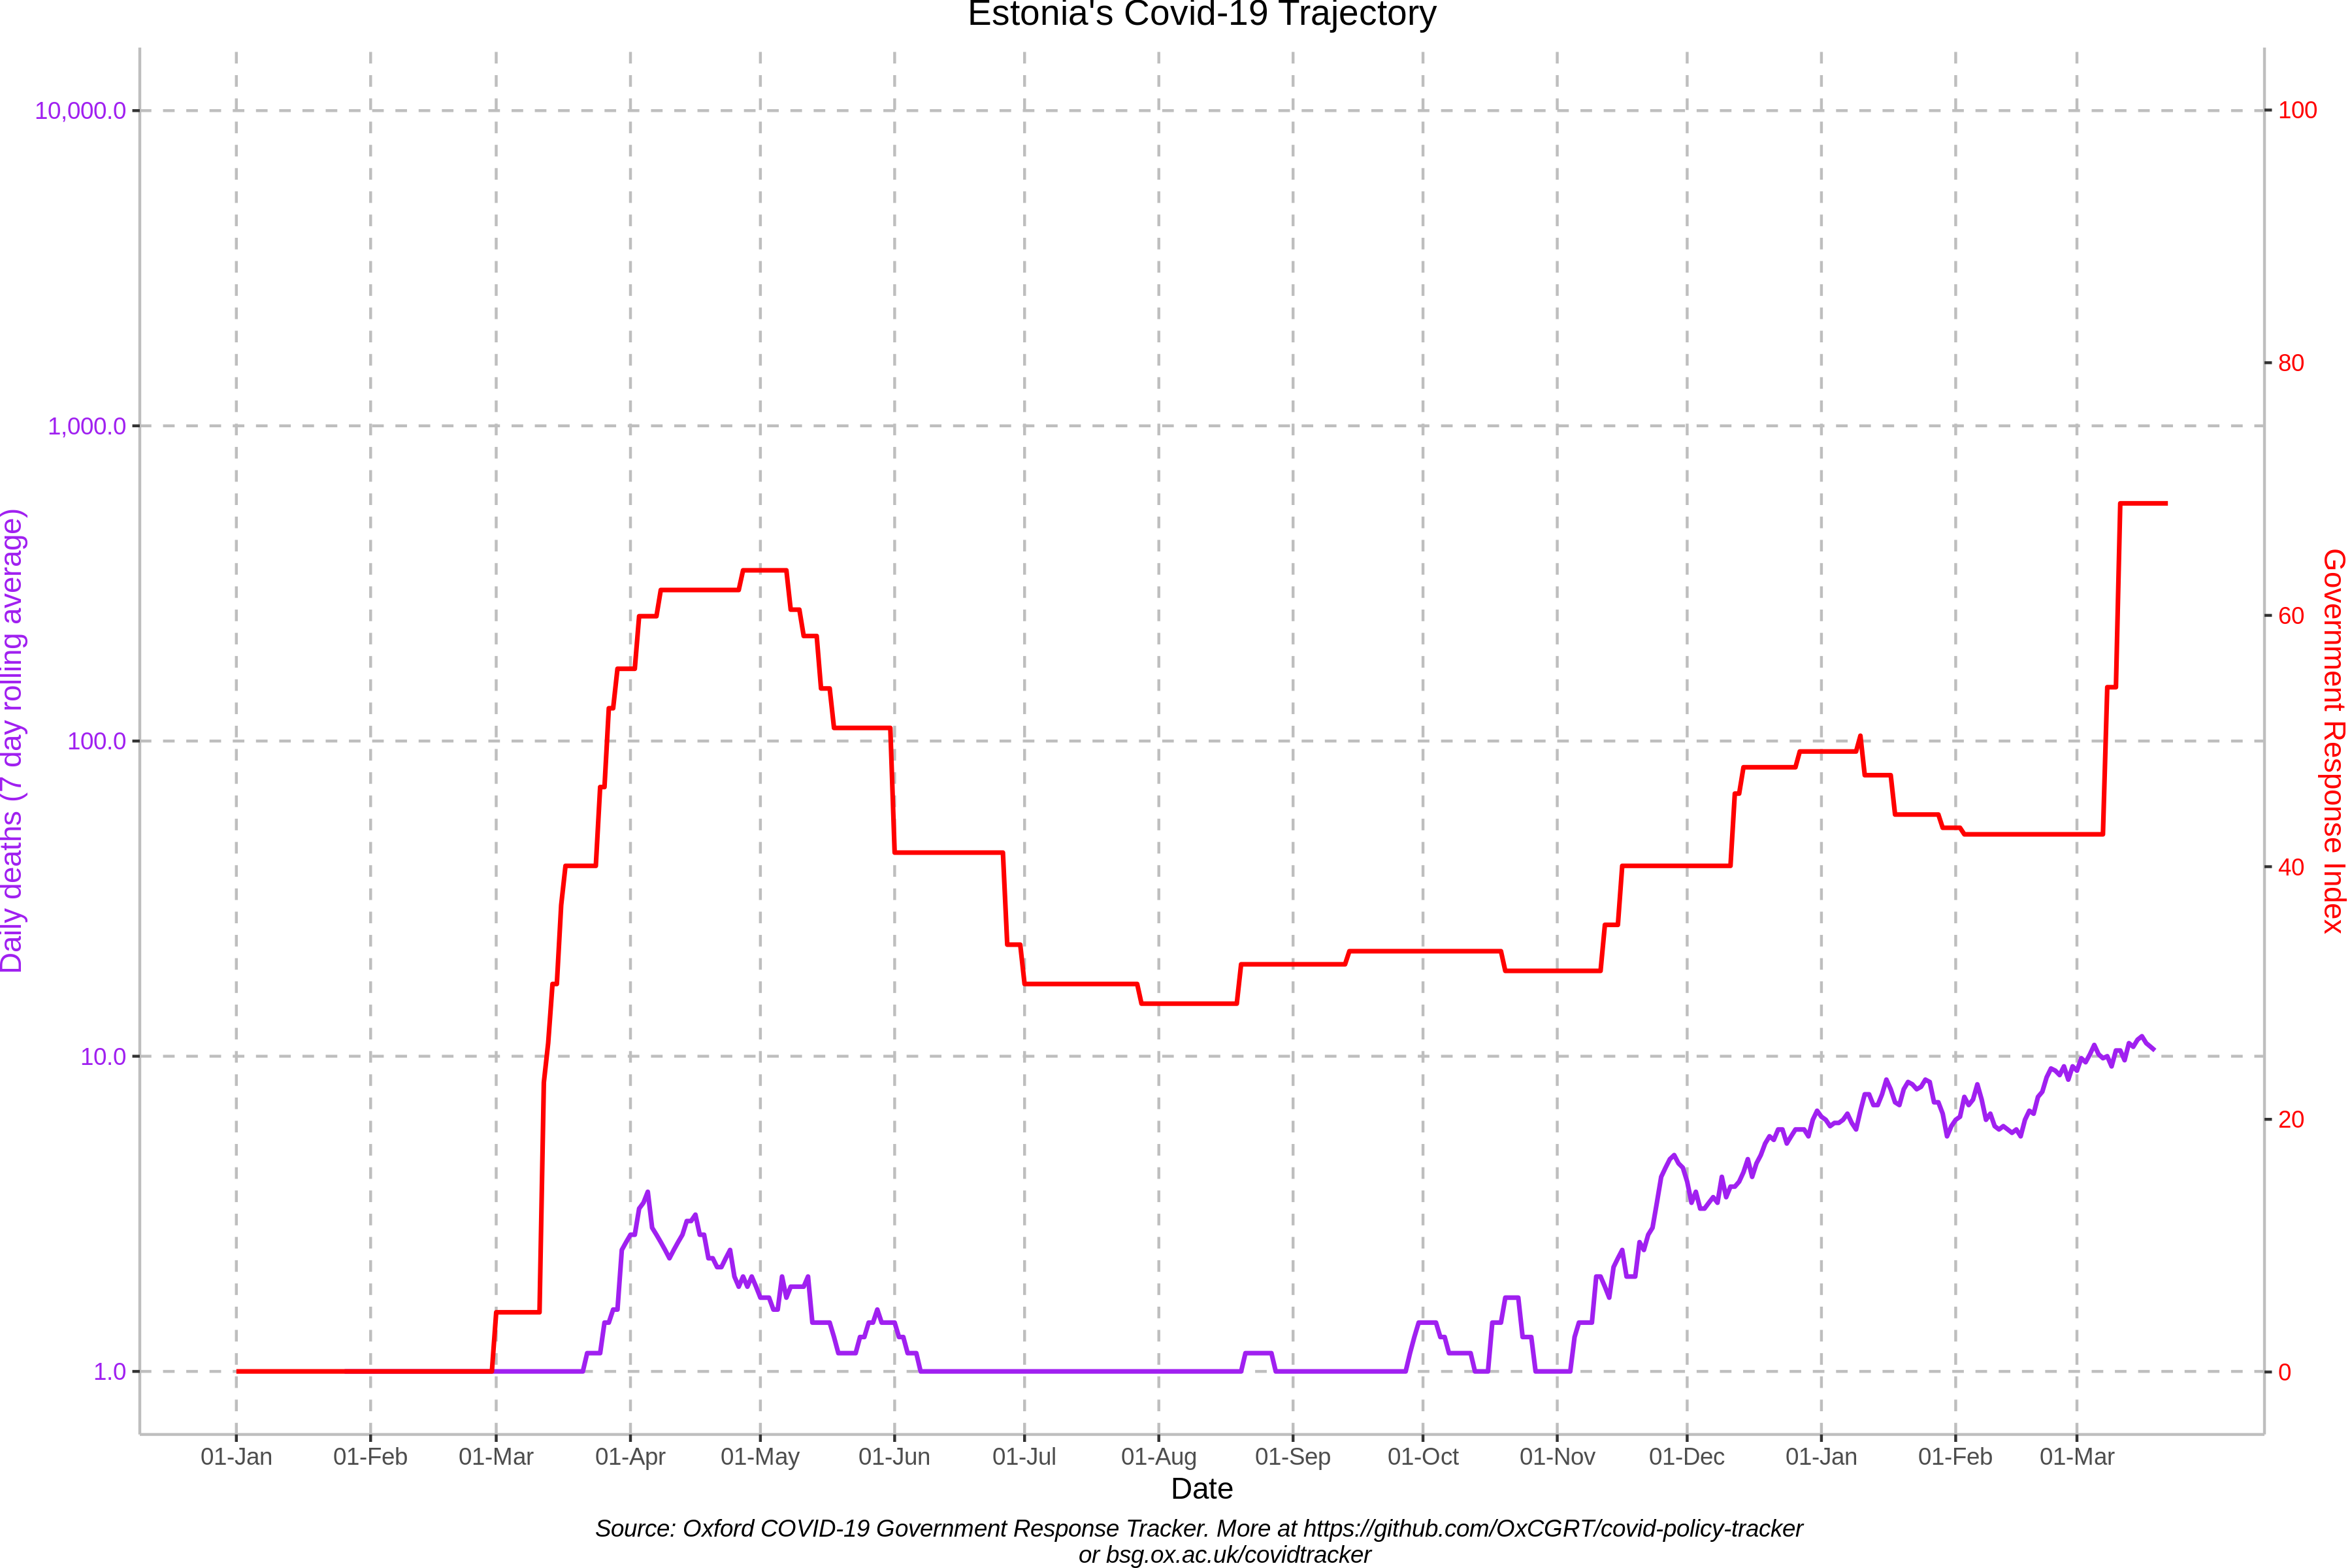 Estonia's Covid-19 Trajectory
10,000.0
1,000.0
100.0
10.0
1.0
Daily deaths (7 day rolling average)
100
80
60
40
20
0
Government Response Index
01-Jan
01-Feb
01-Mar
01-Apr
01-May
01-Jun
01-Jul
01-Aug
01-Sep
01-Oct
01-Nov
01-Dec
01-Jan
01-Feb
01-Mar
Date
Source: Oxford COVID-19 Government Response Tracker. More at https://github.com/OxCGRT/covid-policy-tracker
or bsg.ox.ac.uk/covidtracker